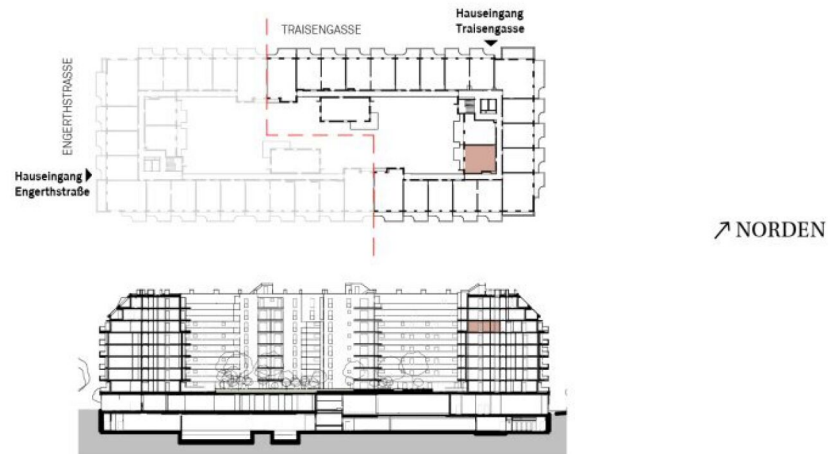 TRAISENGASSE
Hauseingang
Traisengasse
ENGERTHSTRASSE
Hauseingang
Engerthstraße
↗ NORDEN